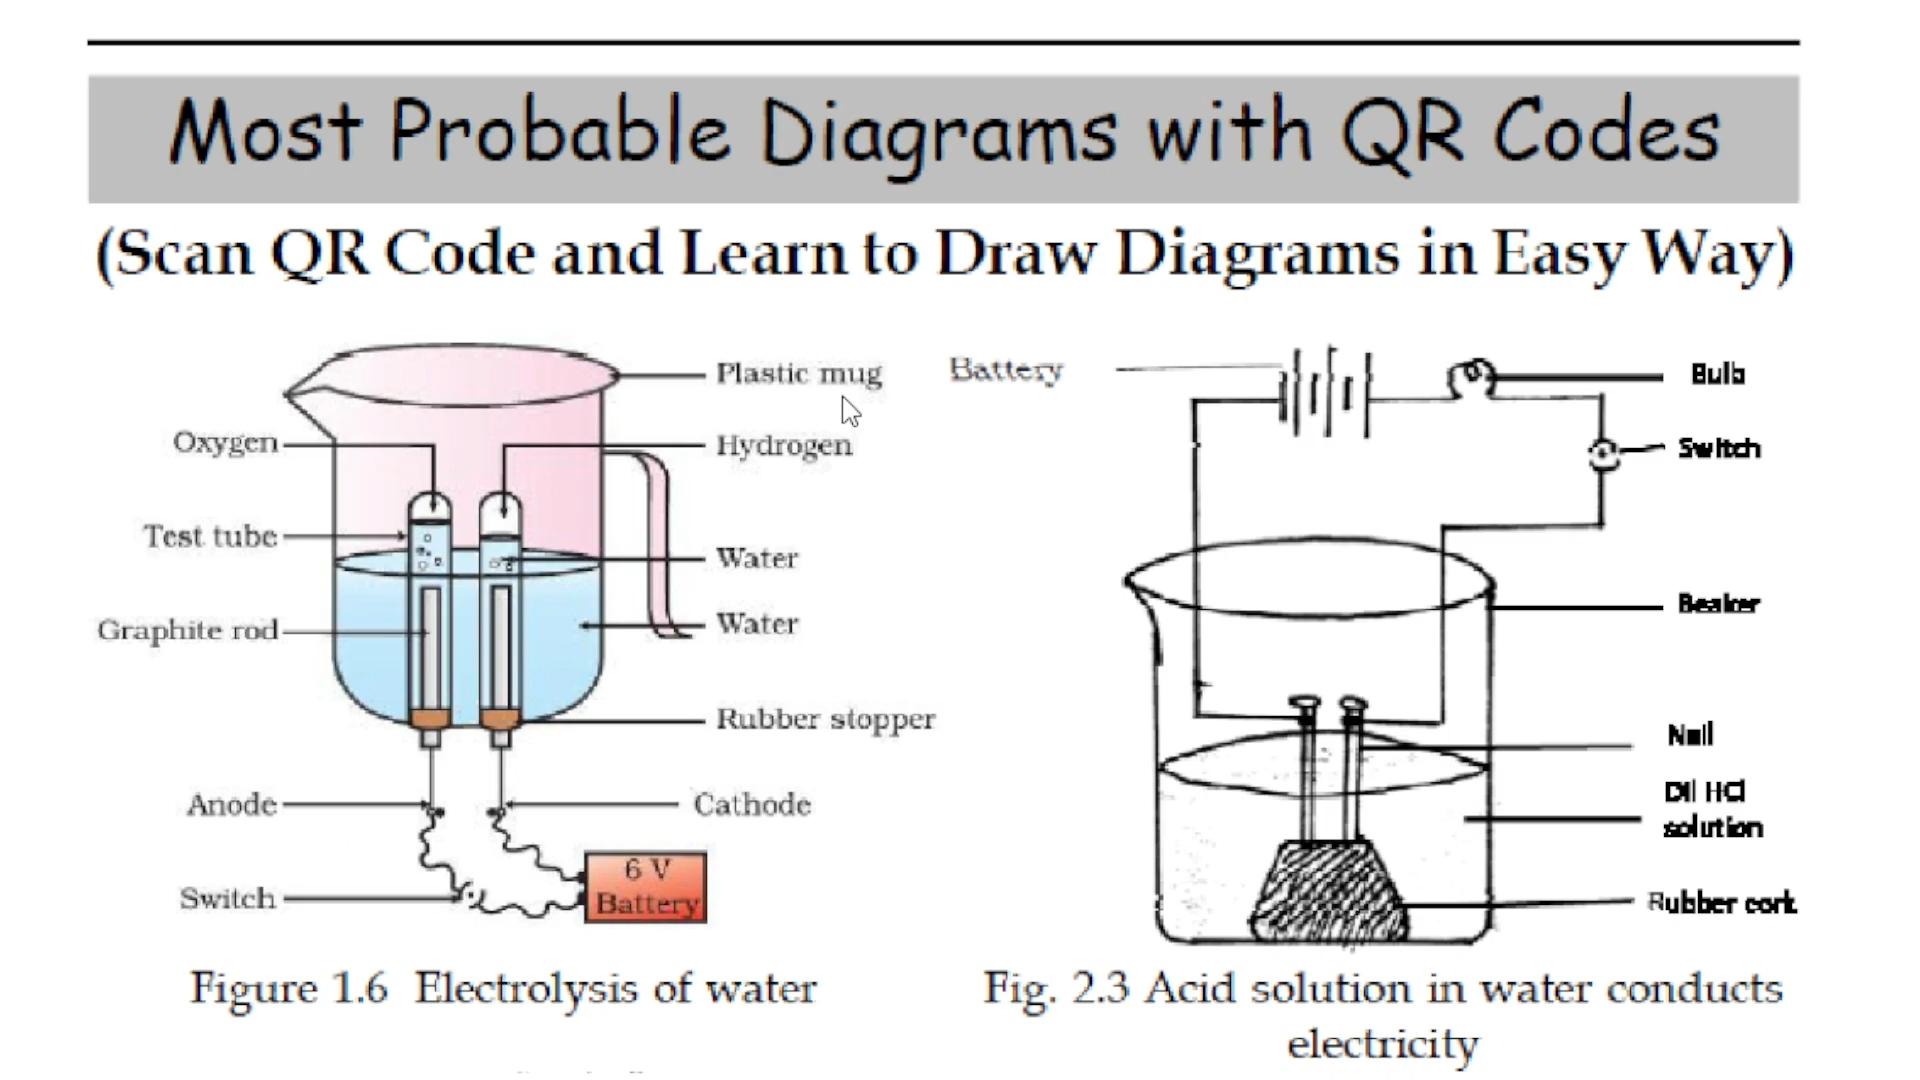 Most Probable Diagrams with QR Codes
(Scan QR Code and Learn to Draw Diagrams in Easy Way)
Plastic mug
Oxygen
Hydrogen
Test tube
Water
Graphite rod
Water
Rubber stopper
Anode
Cathode
Switch
6 V
Battery
Figure 1.6 Electrolysis of water
Battery
Bulb
Switch
Beaker
Nail
Dil HCl
solution
Rubber cork
Fig. 2.3 Acid solution in water conducts
electricity